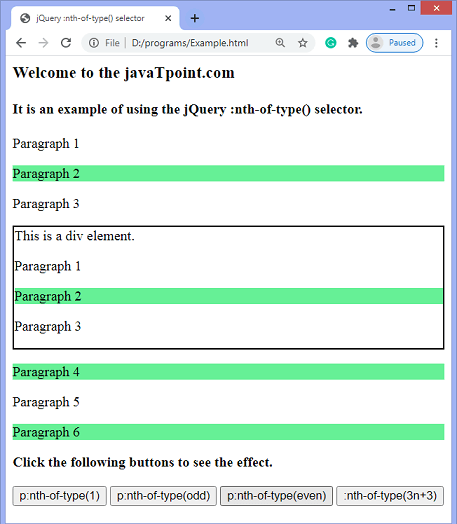 jQuery :nth-of-type() selector
File D:/programs/Example.html Paused
Welcome to the javaTpoint.com
It is an example of using the jQuery :nth-of-type() selector.
Paragraph 1
Paragraph 2
Paragraph 3
This is a div element.
Paragraph 1
Paragraph 2
Paragraph 3
Paragraph 4
Paragraph 5
Paragraph 6
Click the following buttons to see the effect.
p:nth-of-type(1) p:nth-of-type(odd) p:nth-of-type(even) :nth-of-type(3n+3)